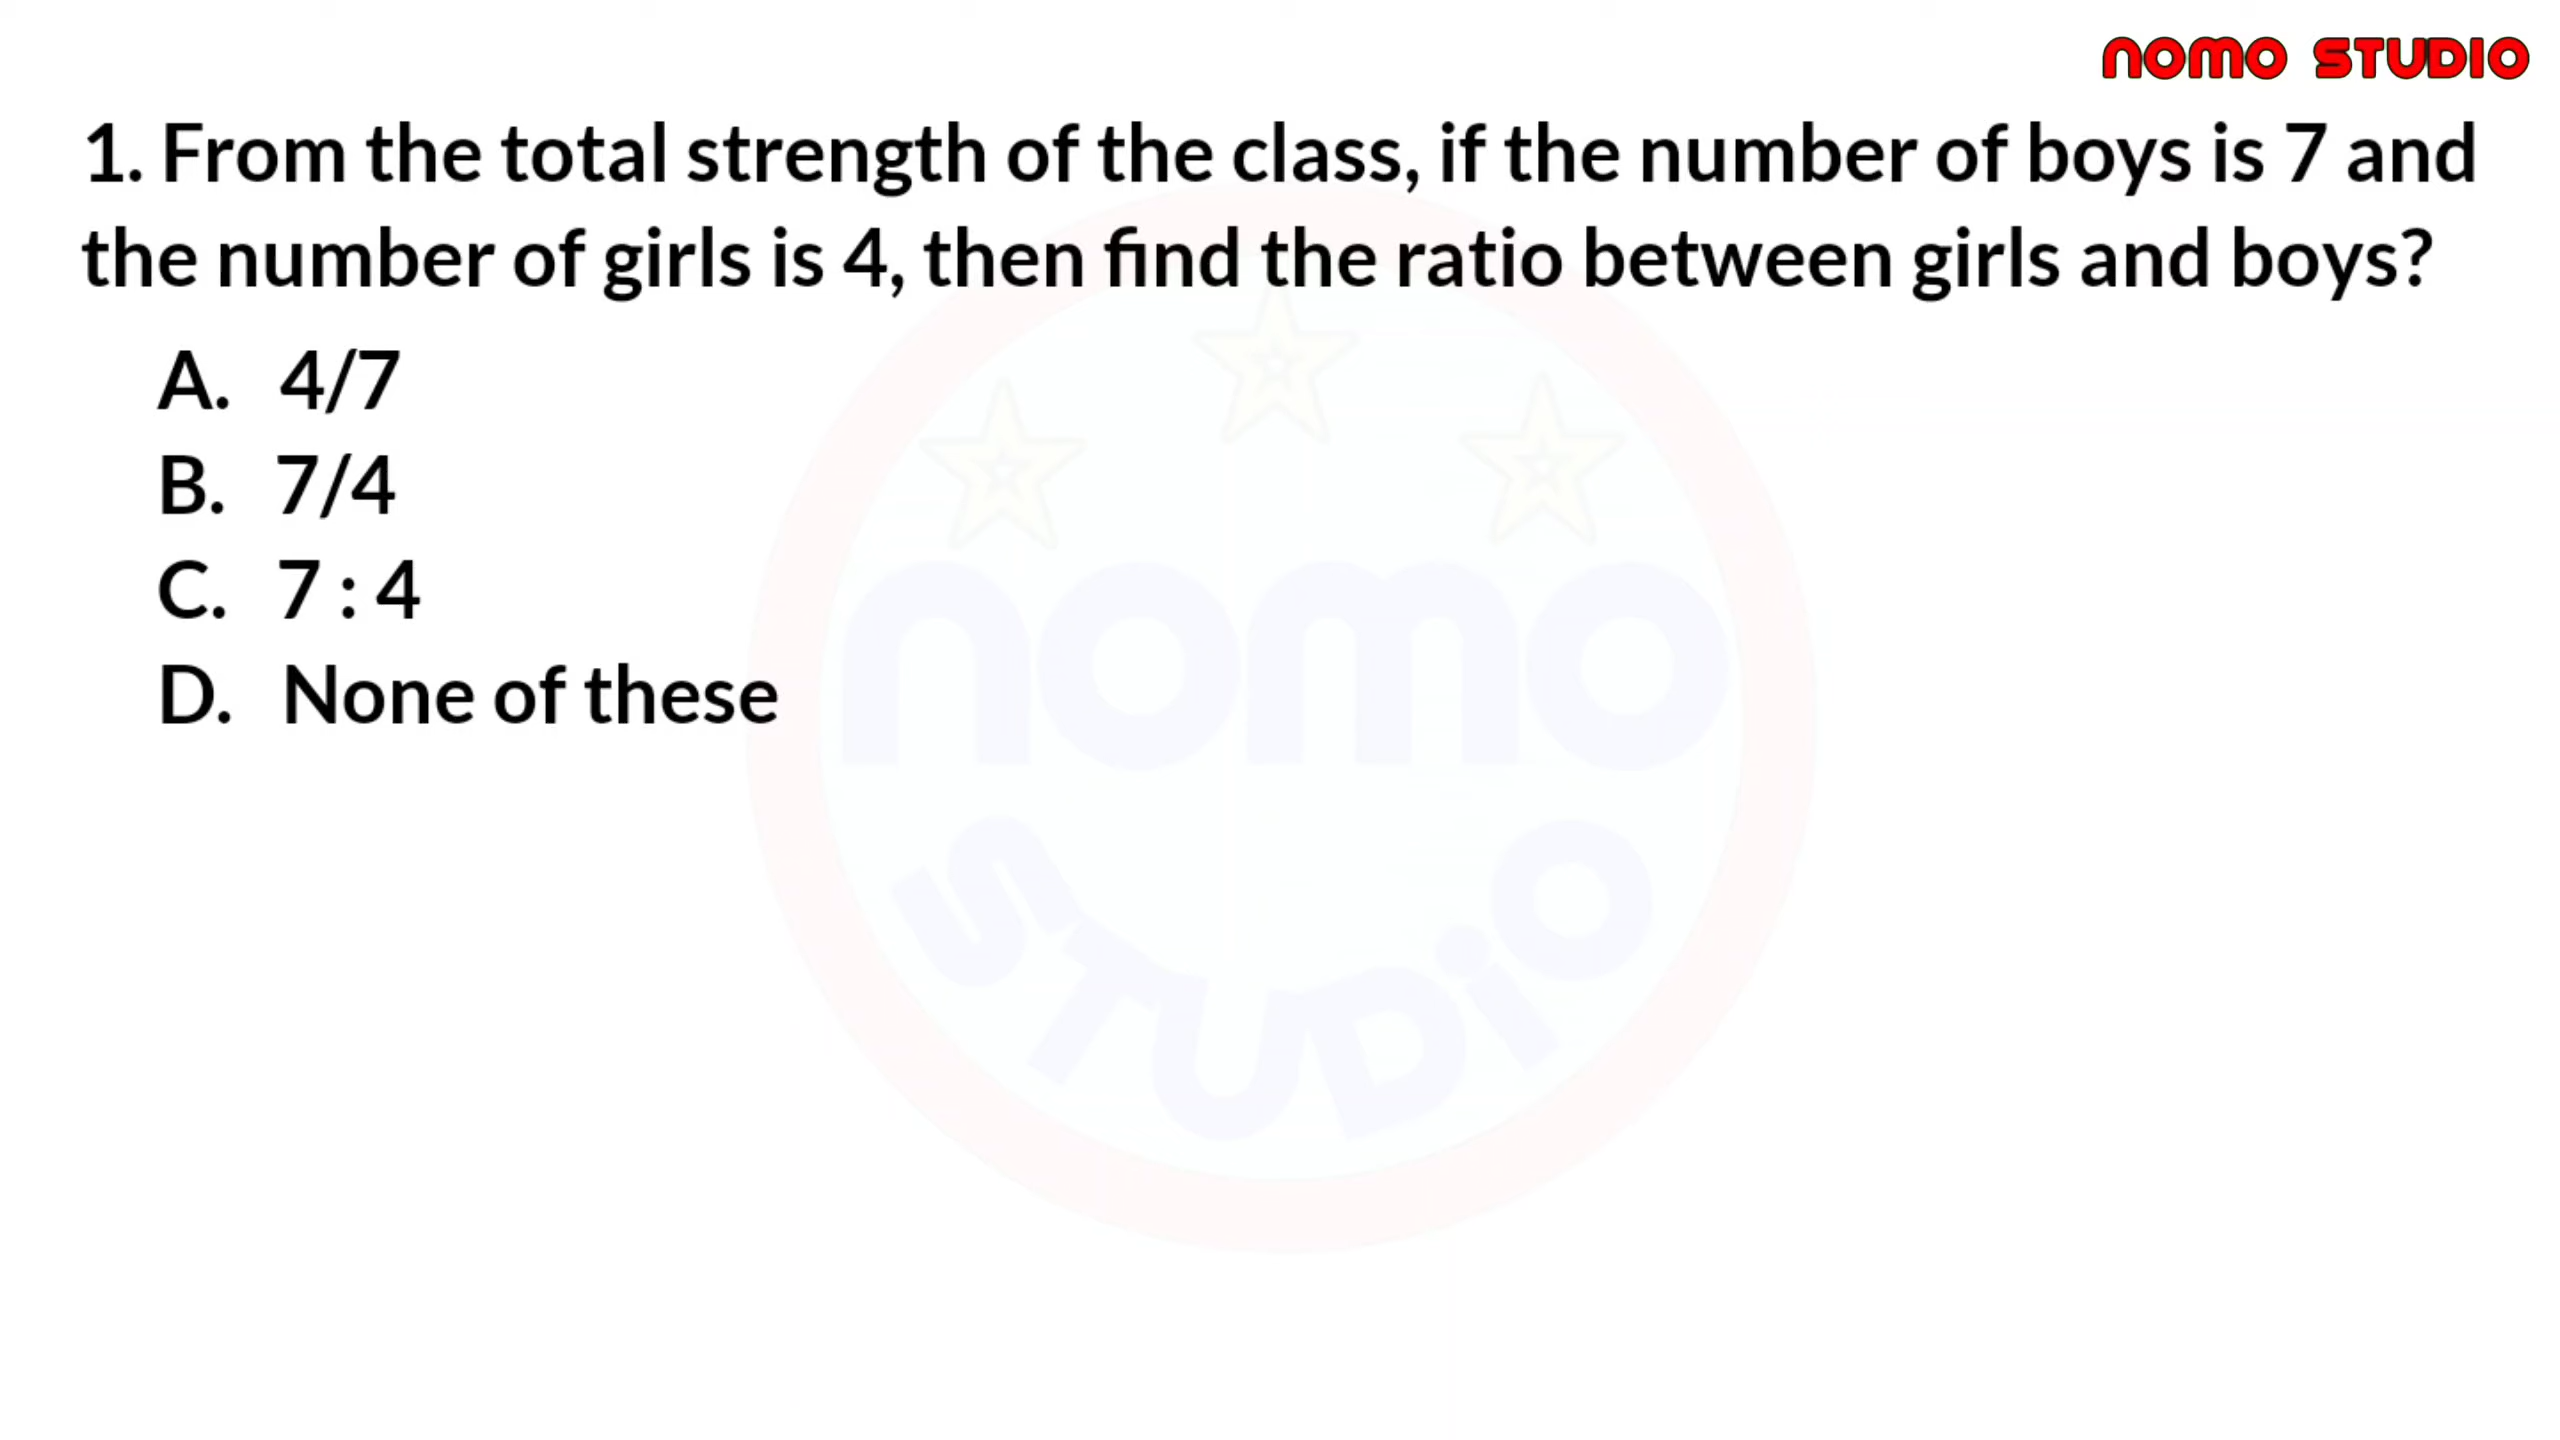 NOMO STUDIO
1. From the total strength of the class, if the number of boys is 7 and
the number of girls is 4, then find the ratio between girls and boys?
A. 4/7
B. 7/4
C. 7 : 4
D. None of these
nomo
STUDiO